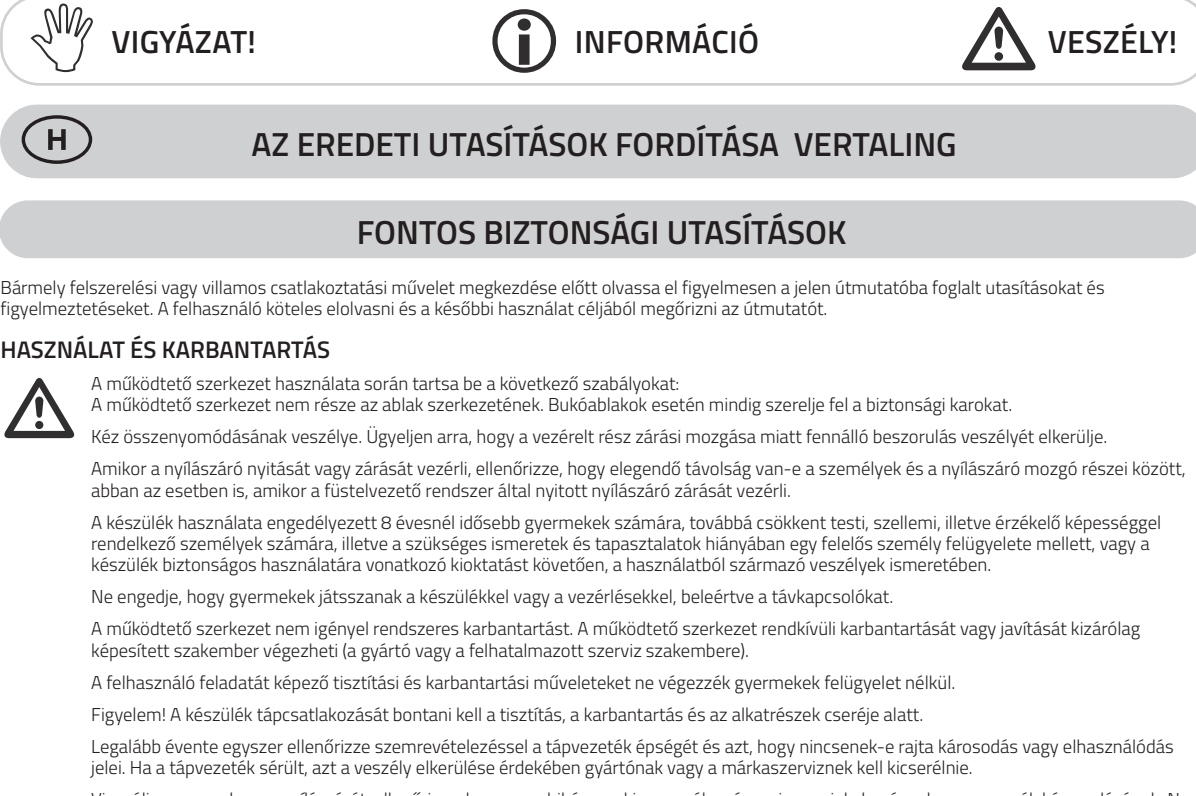 VIGYÁZAT!
INFORMÁCIÓ
VESZÉLY!
H
AZ EREDETI UTASÍTÁSOK FORDÍTÁSA VERTALING
FONTOS BIZTONSÁGI UTASÍTÁSOK
Bármely felszerelési vagy villamos csatlakoztatási művelet megkezdése előtt olvassa el figyelmesen a jelen útmutatóba foglalt utasításokat és
figyelmeztetéseket. A felhasználó köteles elolvasni és a későbbi használat céljából megőrizni az útmutatót.
HASZNÁLAT ÉS KARBANTARTÁS
A működtető szerkezet használata során tartsa be a következő szabályokat:
A működtető szerkezet nem része az ablak szerkezetének. Bukóablakok esetén mindig szerelje fel a biztonsági karokat.
Kéz összenyomódásának veszélye. Ügyeljen arra, hogy a vezérelt rész zárási mozgása miatt fennálló beszorulás veszélyét elkerülje.
Amikor a nyílászáró nyitását vagy zárását vezérli, ellenőrizze, hogy elegendő távolság van-e a személyek és a nyílászáró mozgó részei között,
abban az esetben is, amikor a füstelvezető rendszer által nyitott nyílászáró zárását vezérli.
A készülék használata engedélyezett 8 évesnél idősebb gyermekek számára, továbbá csökkent testi, szellemi, illetve érzékelő képességgel
rendelkező személyek számára, illetve a szükséges ismeretek és tapasztalatok hiányában egy felelős személy felügyelete mellett, vagy a
készülék biztonságos használatára vonatkozó kioktatást követően, a használatból származó veszélyek ismeretében.
Ne engedje, hogy gyermekek játsszanak a készülékkel vagy a vezérlésekkel, beleértve a távkapcsolókat.
A működtető szerkezet nem igényel rendszeres karbantartást. A működtető szerkezet rendkívüli karbantartását vagy javítását kizárólag
képesített szakember végezheti (a gyártó vagy a felhatalmazott szerviz szakembere).
A felhasználó feladatát képező tisztítási és karbantartási műveleteket ne végezzék gyermekek felügyelet nélkül.
Figyelem! A készülék tápcsatlakozását bontani kell a tisztítás, a karbantartás és az alkatrészek cseréje alatt.
Legalább évente egyszer ellenőrizze szemrevételezéssel a tápvezeték épségét és azt, hogy nincsenek-e rajta károsodás vagy elhasználódás
jelei. Ha a tápvezeték sérült, azt a veszély elkerülése érdekében gyártónak vagy a márkaszerviznek kell kicserélnie.